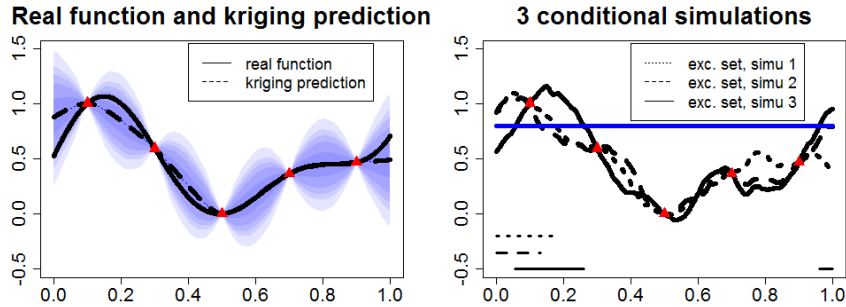 Real function and kriging prediction
real function
kriging prediction
1.5
1.0
0.5
0.0
-0.5
0.0 0.2 0.4 0.6 0.8 1.0
3 conditional simulations
exc. set, simu 1
exc. set, simu 2
exc. set, simu 3
1.5
1.0
0.5
0.0
-0.5
0.0 0.2 0.4 0.6 0.8 1.0